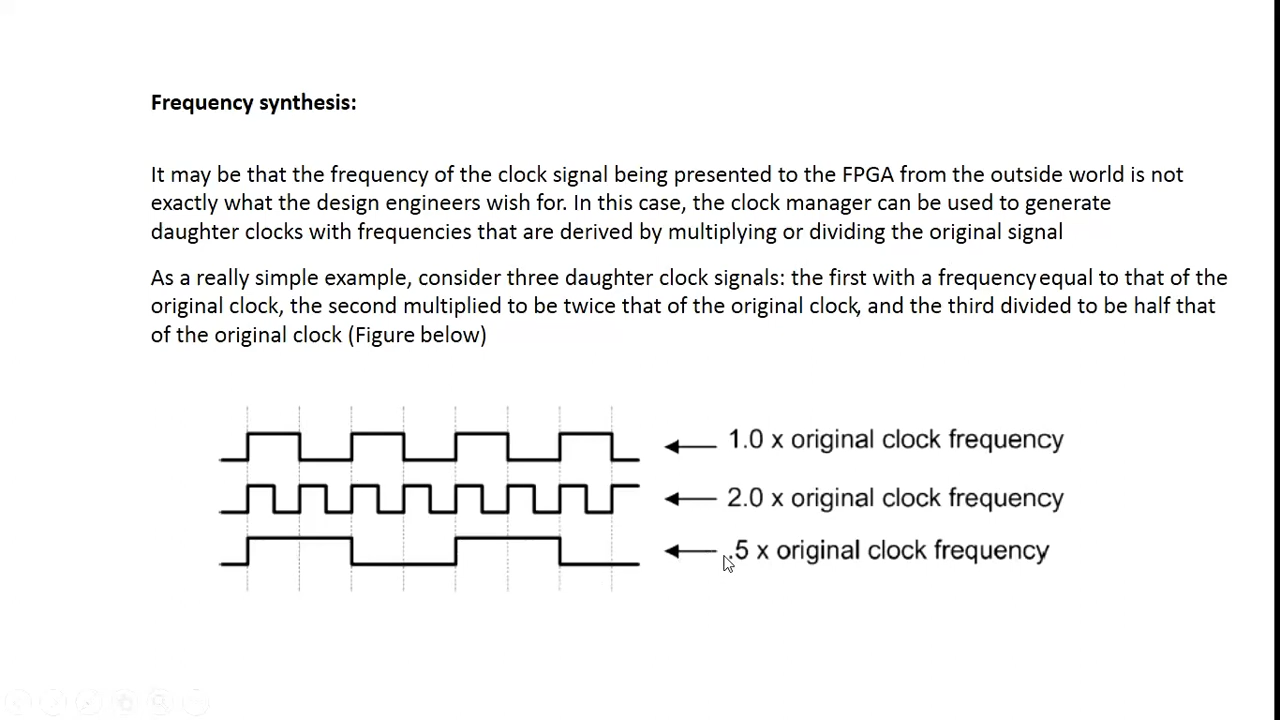 Frequency synthesis:
It may be that the frequency of the clock signal being presented to the FPGA from the outside world is not
exactly what the design engineers wish for. In this case, the clock manager can be used to generate
daughter clocks with frequencies that are derived by multiplying or dividing the original signal
As a really simple example, consider three daughter clock signals: the first with a frequency equal to that of the
original clock, the second multiplied to be twice that of the original clock, and the third divided to be half that
of the original clock (Figure below)
1.0 x original clock frequency
2.0 x original clock frequency
.5 x original clock frequency